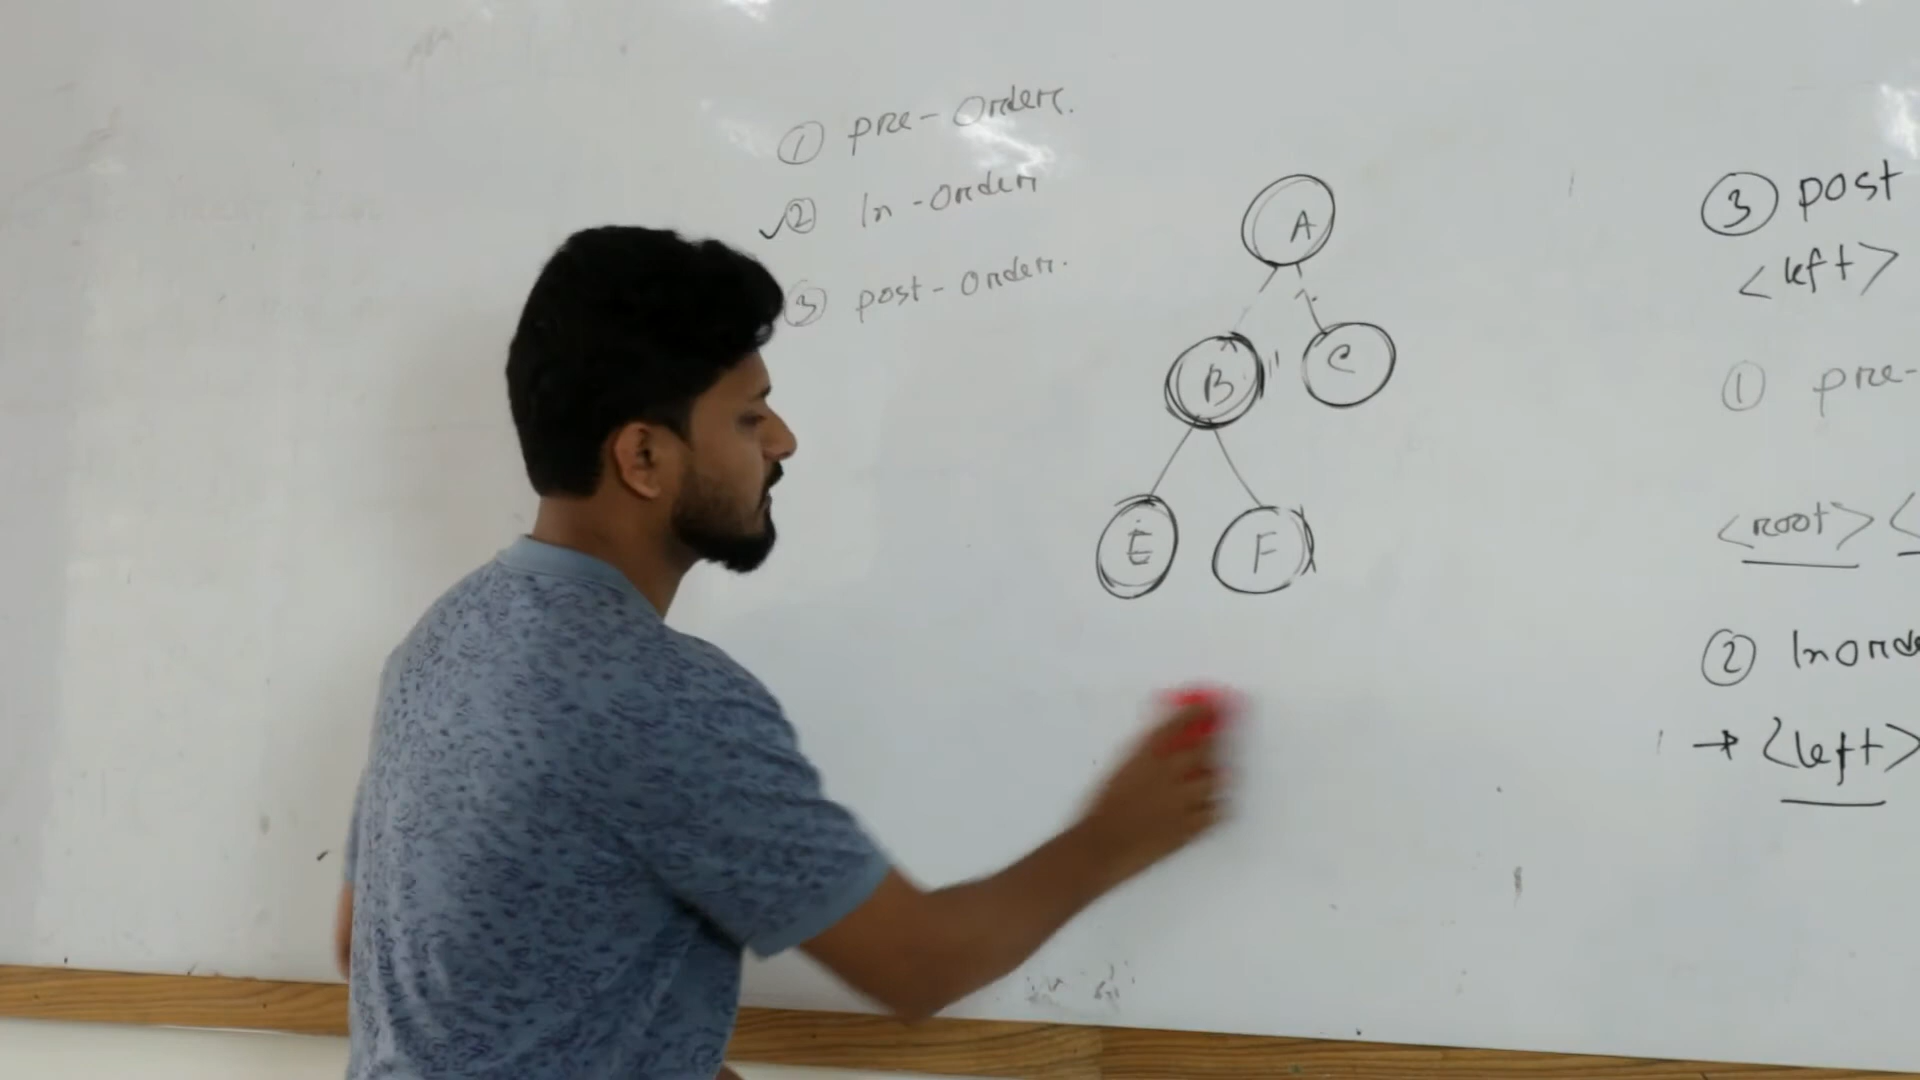 ① pre-Order.
② In-order
③ post-order.
A
B
C
E
F
③ post
<left>
① pre-
<root> <
② Inorde
→ <left>